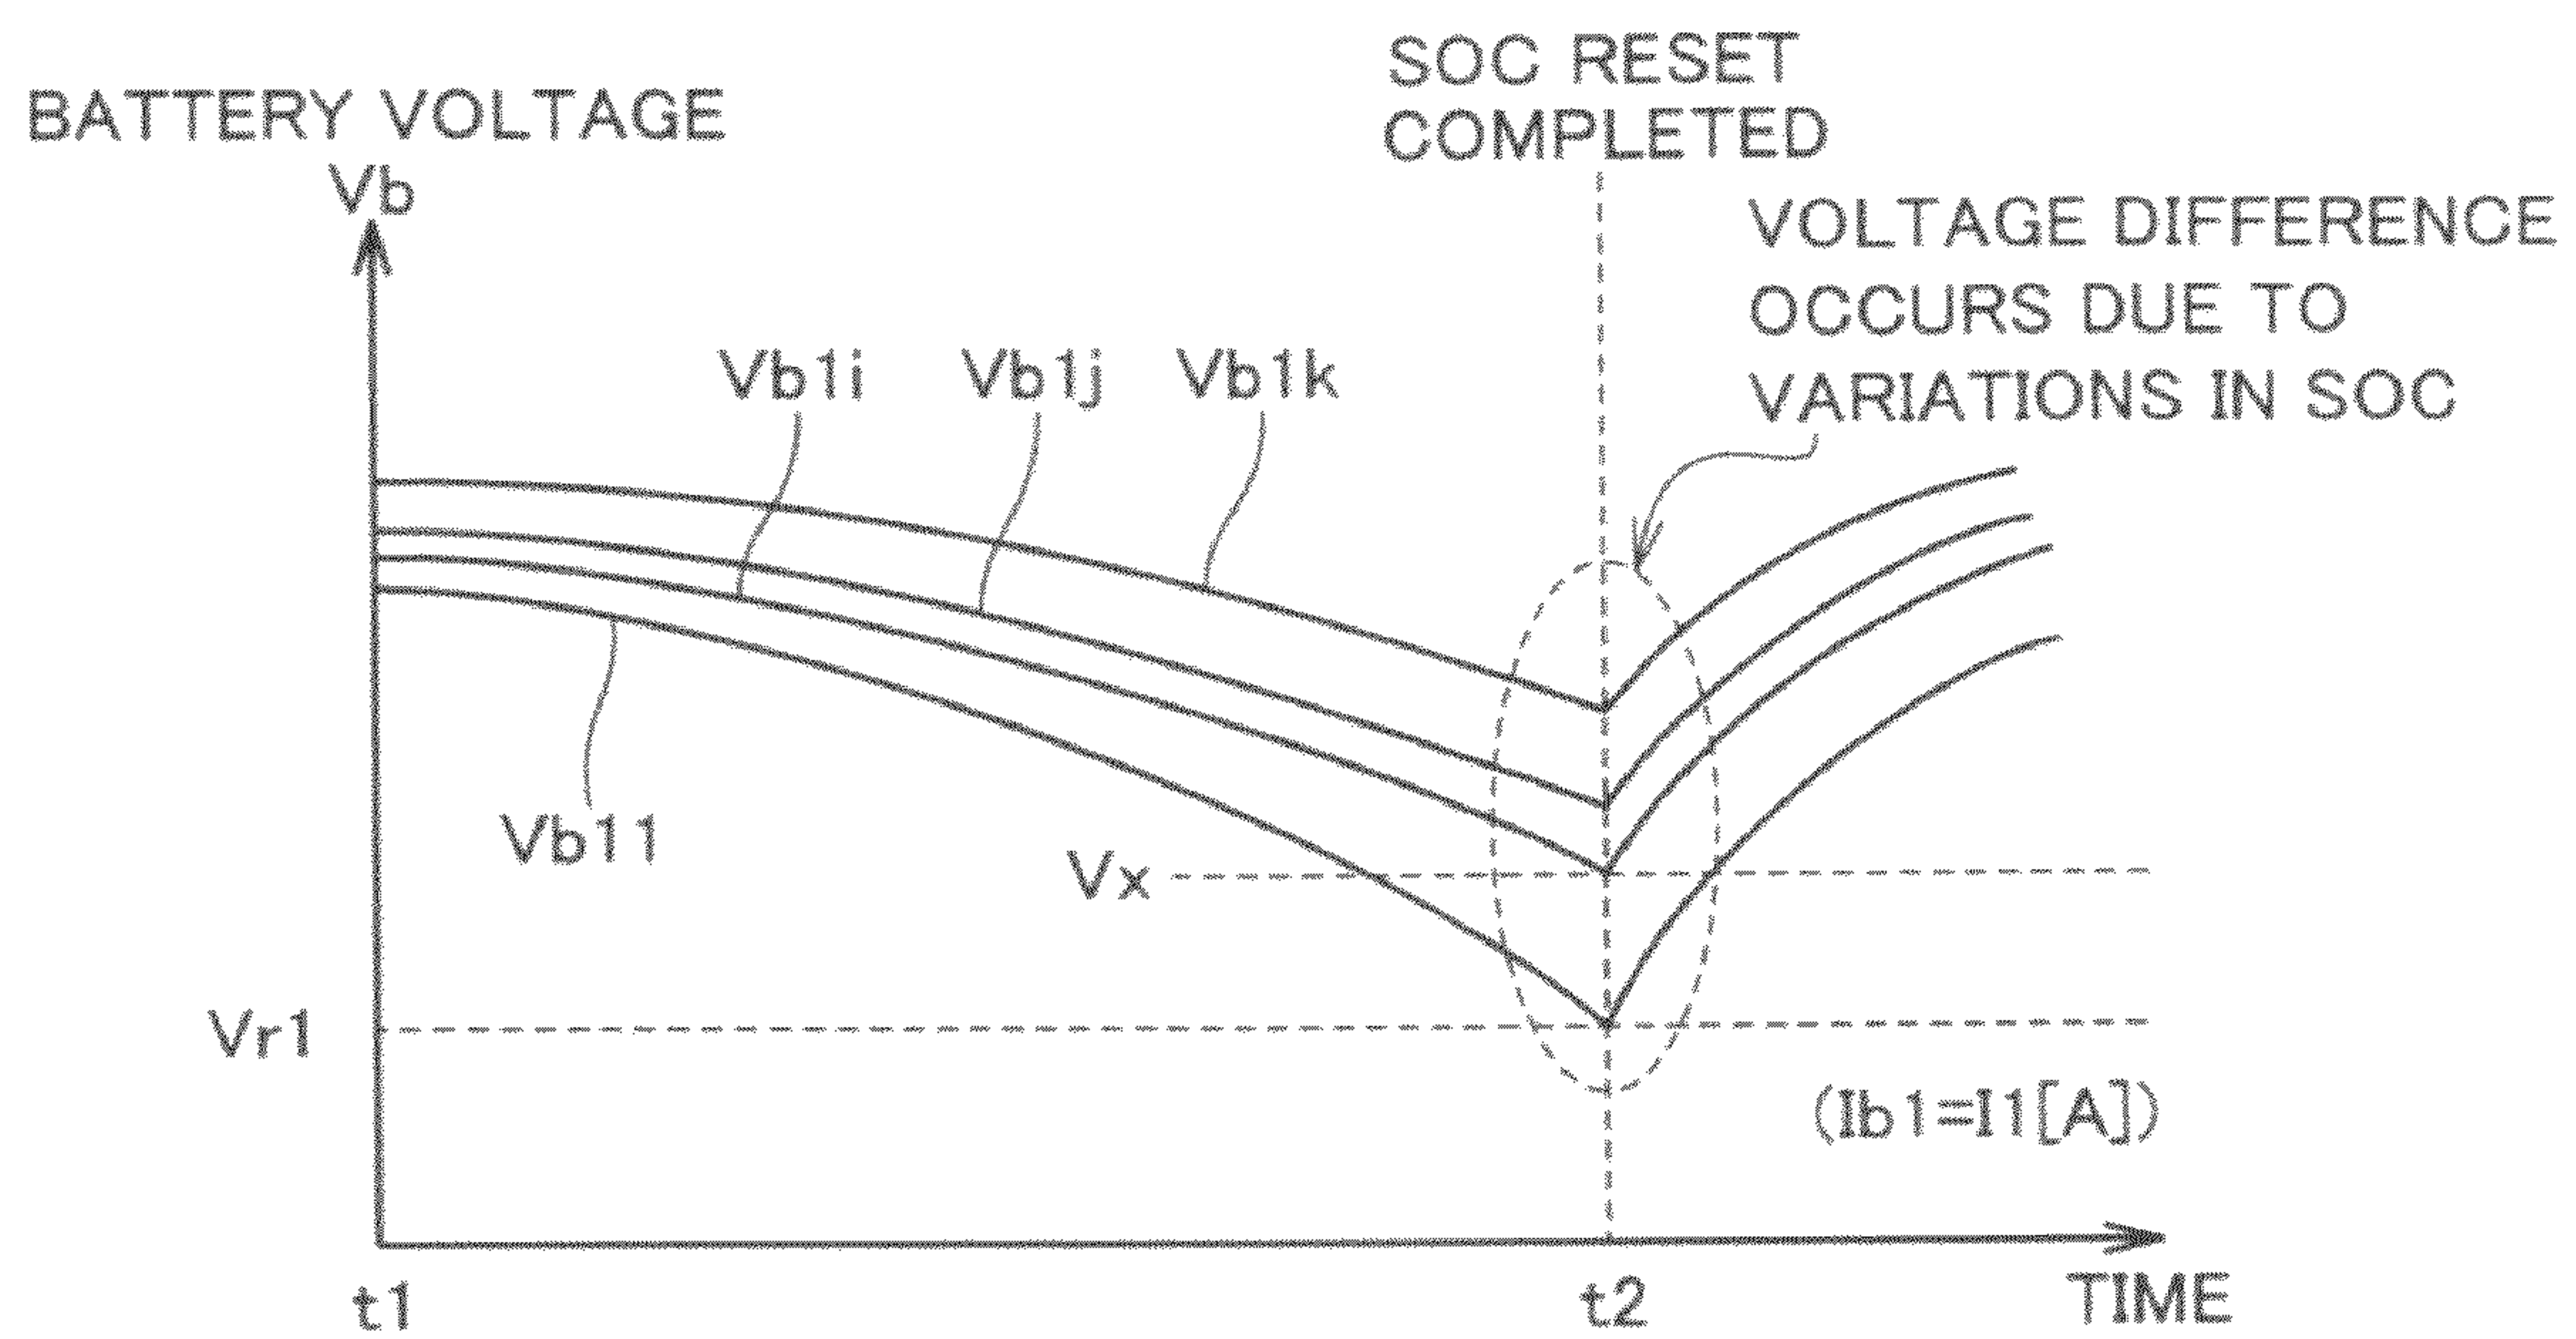 SOC RESET
COMPLETED
BATTERY VOLTAGE
Vb
VOLTAGE DIFFERENCE
OCCURS DUE TO
VARIATIONS IN SOC
Vb1i Vb1j Vb1k
Vb11
Vx
Vr1
(Ib1=I1[A])
t1 t2 TIME